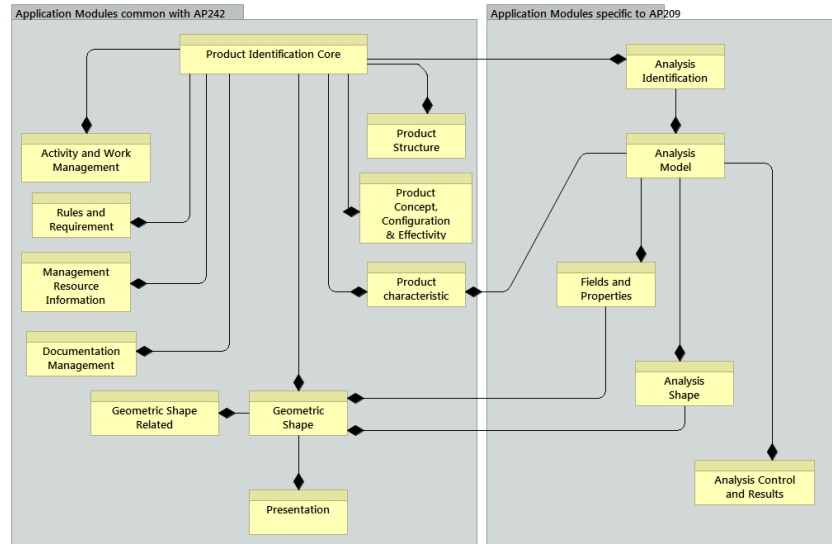 Application Modules common with AP242
Application Modules specific to AP209
Product Identification Core
Analysis
Identification
Product
Structure
Activity and Work
Management
Analysis
Model
Rules and
Requirement
Product
Concept,
Configuration
& Effectivity
Management
Resource
Information
Product
characteristic
Fields and
Properties
Documentation
Management
Analysis
Shape
Geometric Shape
Related
Geometric
Shape
Analysis Control
and Results
Presentation